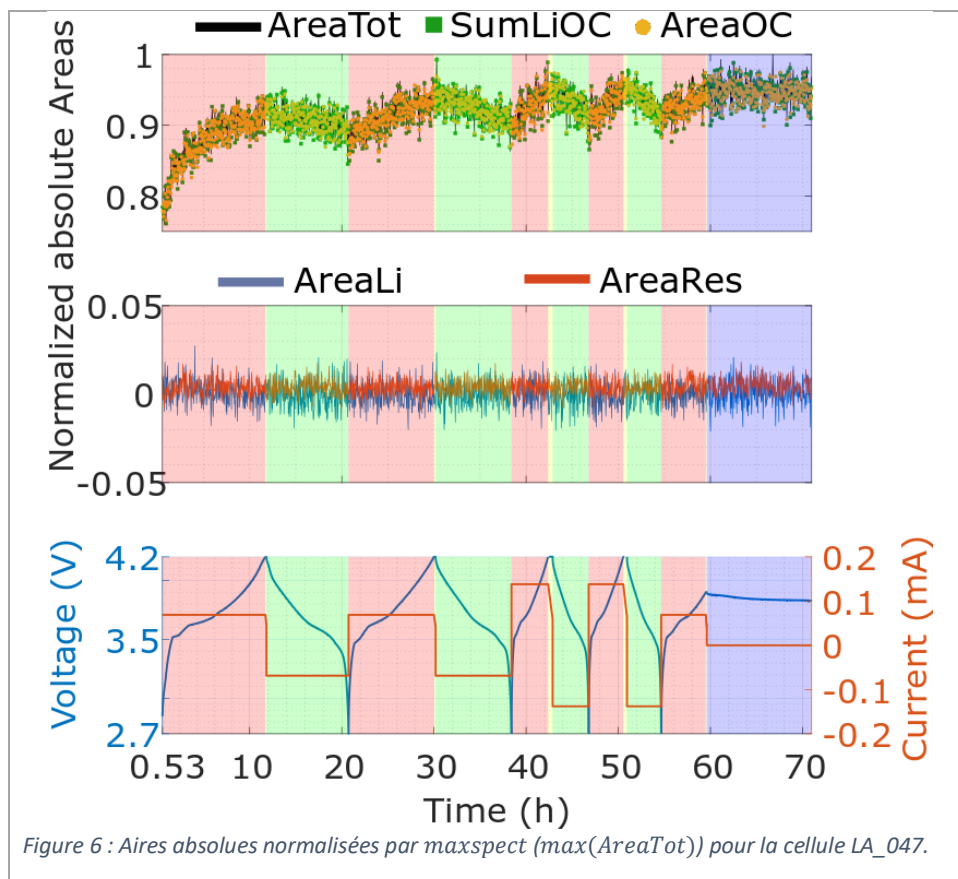 AreaTot SumLiOC AreaOC
Normalized absolute Areas
1
0.9
0.8
AreaLi AreaRes
0.05
0
-0.05
Voltage (V)
4.2
3.5
2.7
0.2
0.1
0
-0.1
-0.2
Current (mA)
0.53 10 20 30 40 50 60 70
Time (h)
Figure 6 : Aires absolues normalisées par maxspect (max(AreaTot)) pour la cellule LA_047.